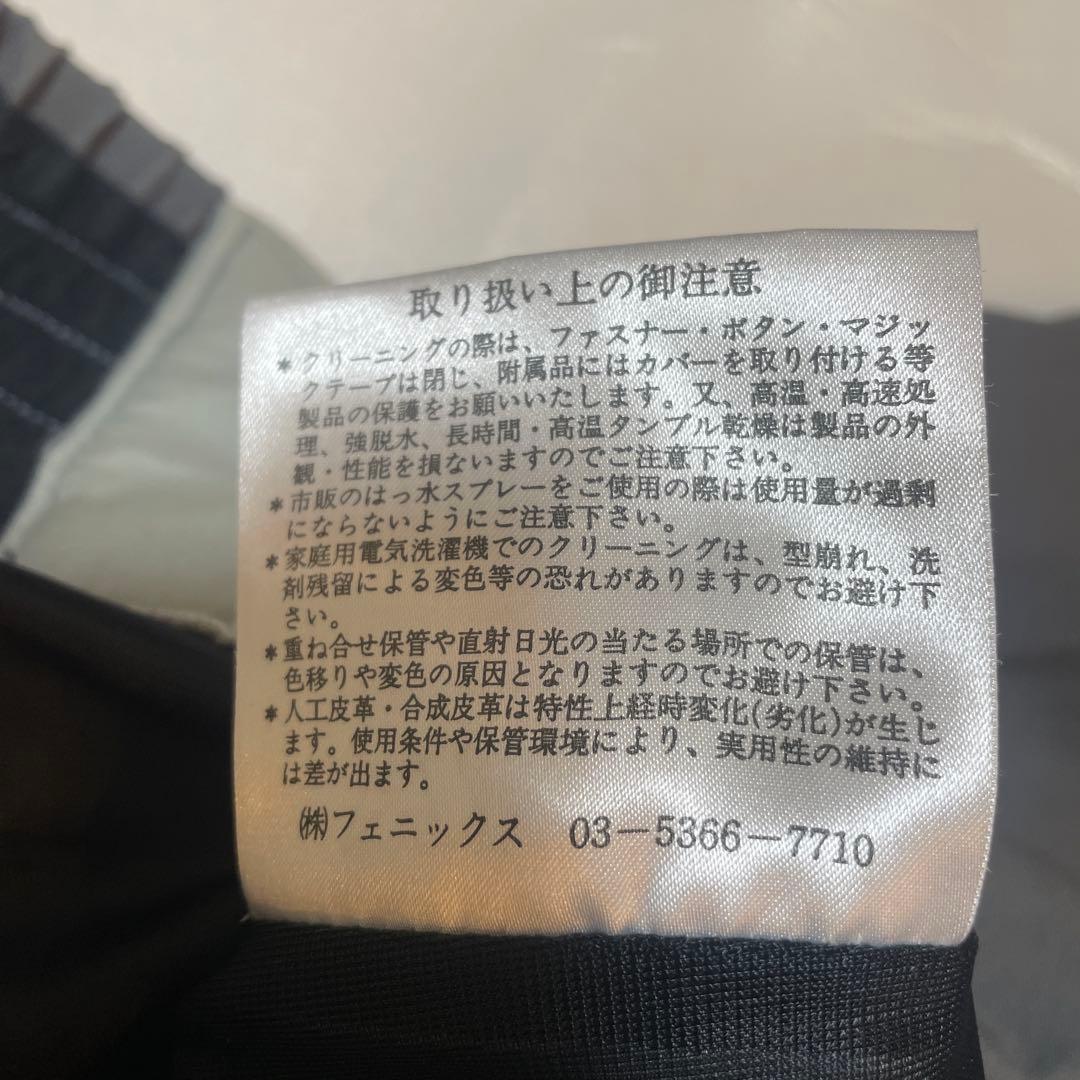 取り扱い上の御注意
*クリーニングの際は、ファスナー・ボタン・マジッ
クテープは閉じ、附属品にはカバーを取り付ける等
製品の保護をお願いいたします。又、高温・高速処
理、強脱水、長時間・高温タンブル乾燥は製品の外
観・性能を損ないますのでご注意下さい。
*市販のはっ水スプレーをご使用の際は使用量が過剰
にならないようにご注意下さい。
*家庭用電気洗濯機でのクリーニングは、型崩れ、洗
剤残留による変色等の恐れがありますのでお避け下
さい。
*重ね合せ保管や直射日光の当たる場所での保管は、
色移りや変色の原因となりますのでお避け下さい。
*人工皮革・合成皮革は特性上経時変化(劣化)が生じ
ます。使用条件や保管環境により、実用性の維持に
は差が出ます。
㈱フェニックス 03-5366-7710